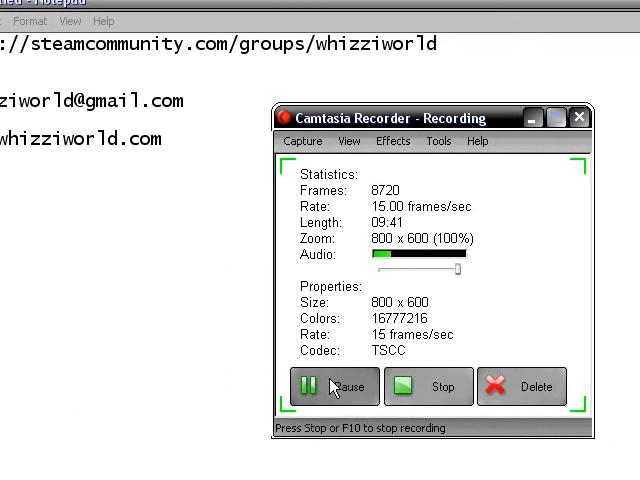 Format View Help
://steamcommunity.com/groups/whizziworld
ziworld@gmail.com
whizziworld.com
Camtasia Recorder - Recording
Capture View Effects Tools Help
Statistics:
Frames: 8720
Rate: 15.00 frames/sec
Length: 09:41
Zoom: 800 x 600 (100%)
Audio:
Properties:
Size: 800 x 600
Colors: 16777216
Rate: 15 frames/sec
Codec: TSCC
Pause Stop Delete
Press Stop or F10 to stop recording